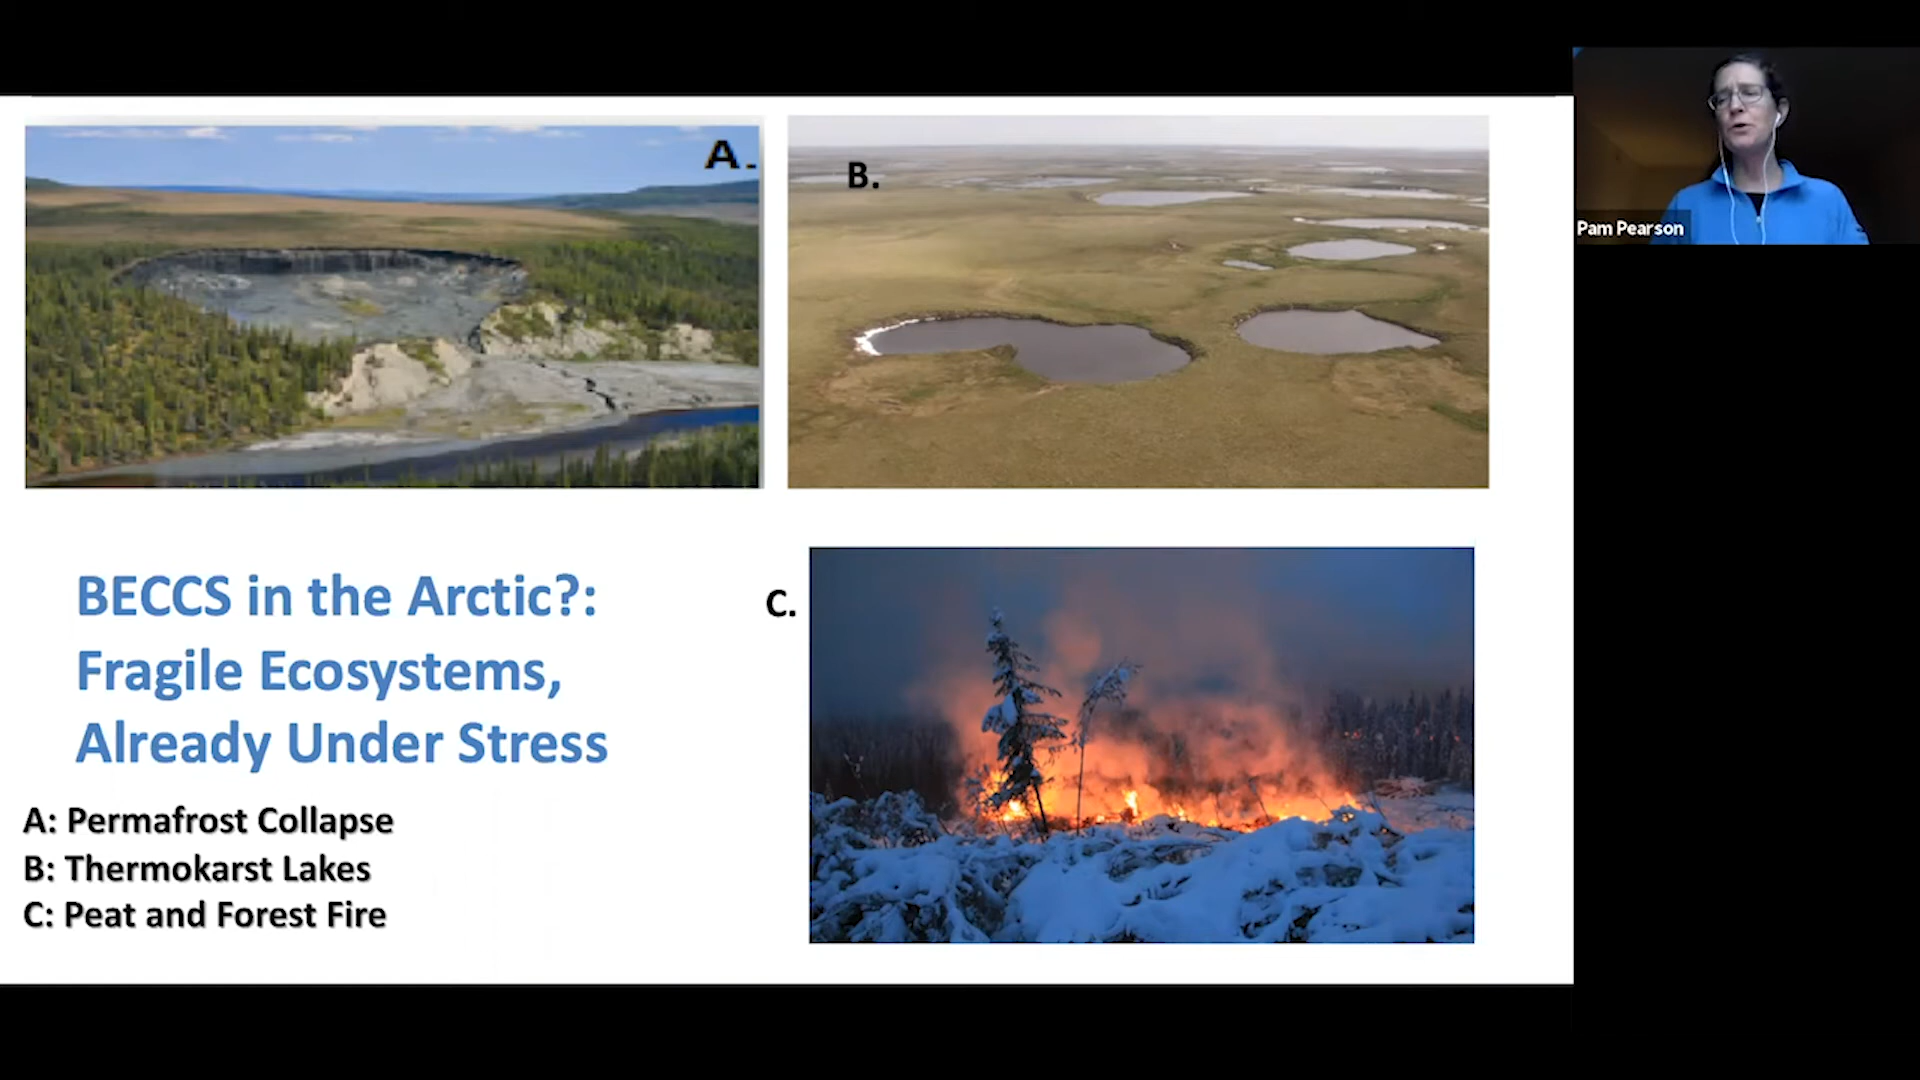 A.
B.
Pam Pearson
BECCS in the Arctic?:
Fragile Ecosystems,
Already Under Stress
C.
A: Permafrost Collapse
B: Thermokarst Lakes
C: Peat and Forest Fire